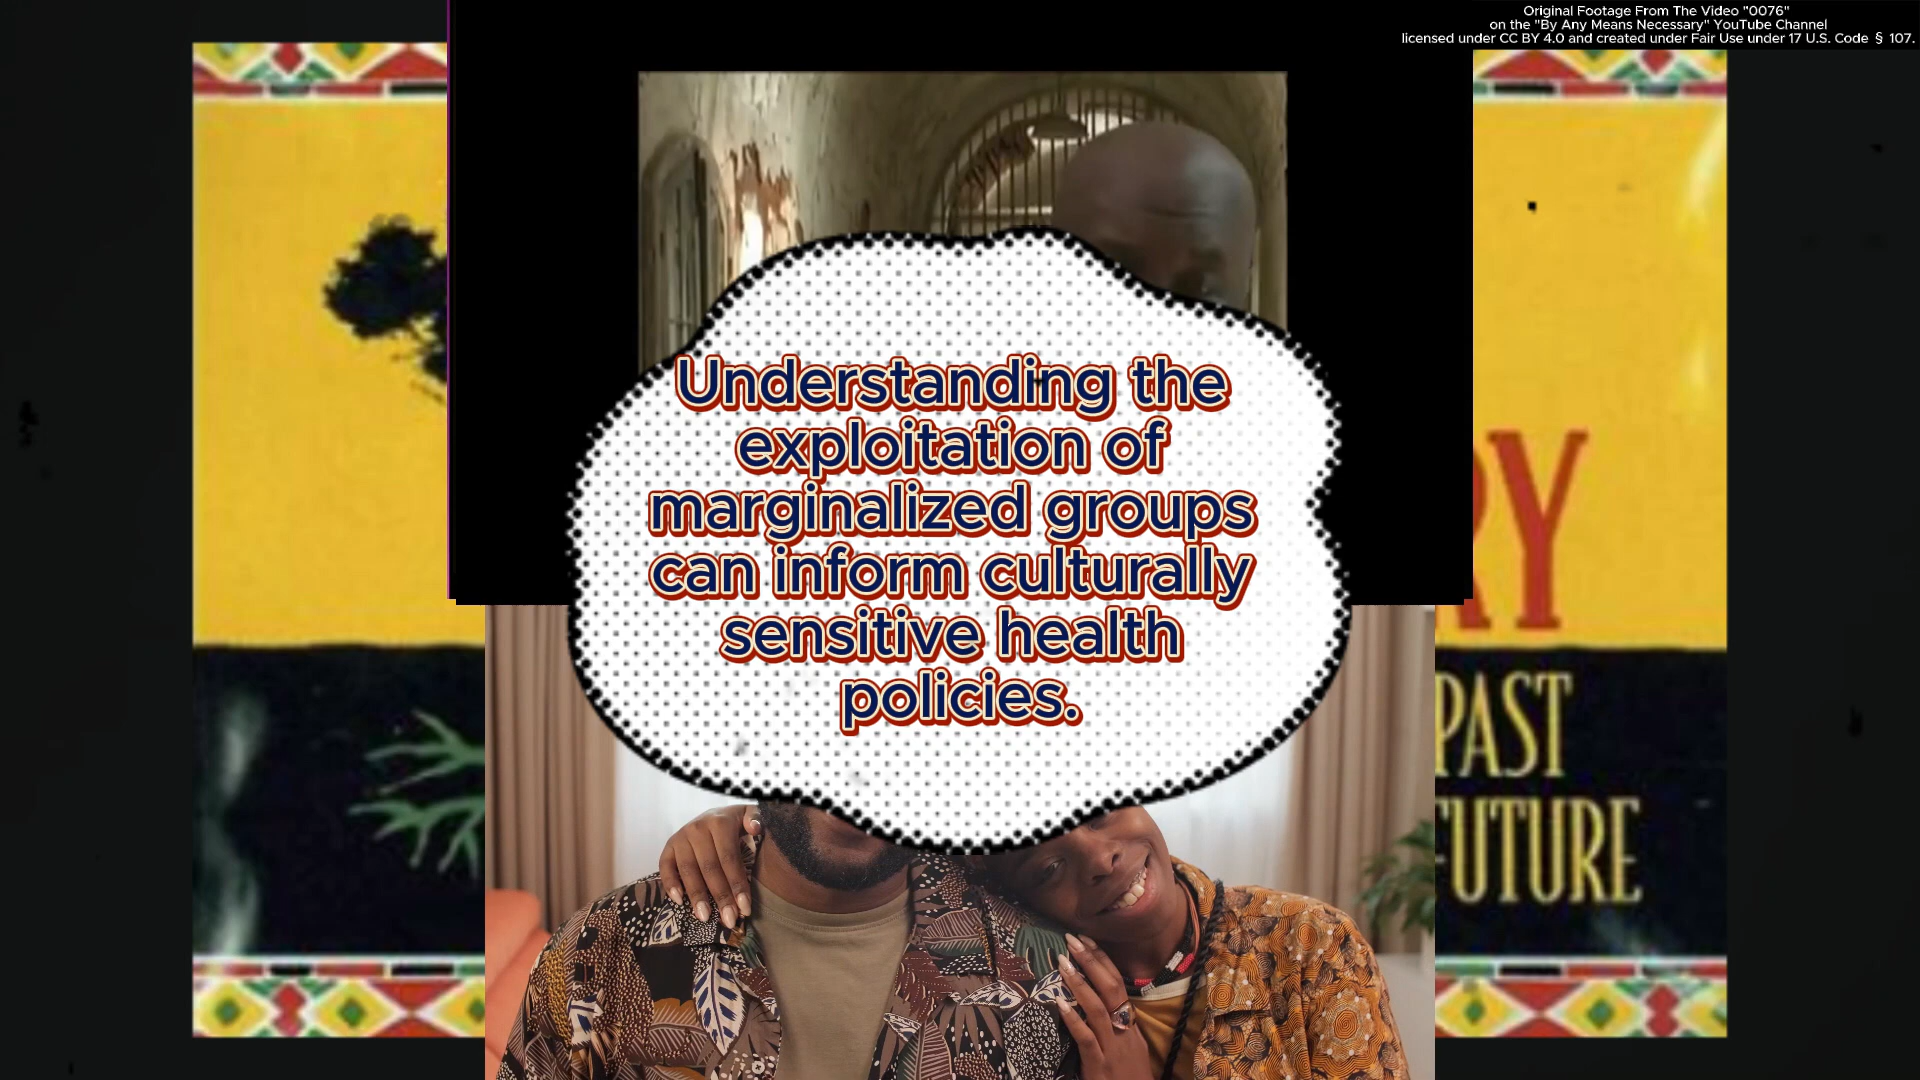 Original Footage From The Video "0076"
on the "By Any Means Necessary" YouTube Channel
licensed under CC BY 4.0 and created under Fair Use under 17 U.S. Code § 107.
Understanding the
exploitation of
marginalized groups
can inform culturally
sensitive health
policies.
PAST
FUTURE